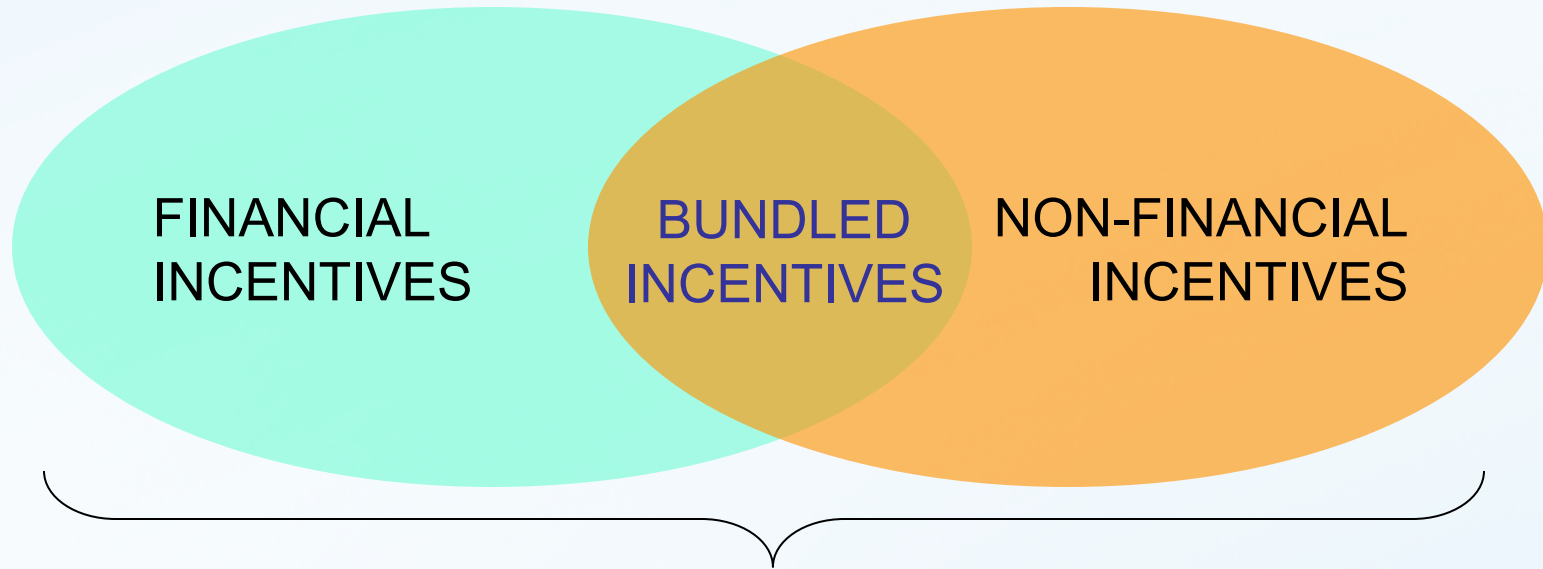 FINANCIAL
INCENTIVES
BUNDLED
INCENTIVES
NON-FINANCIAL
INCENTIVES